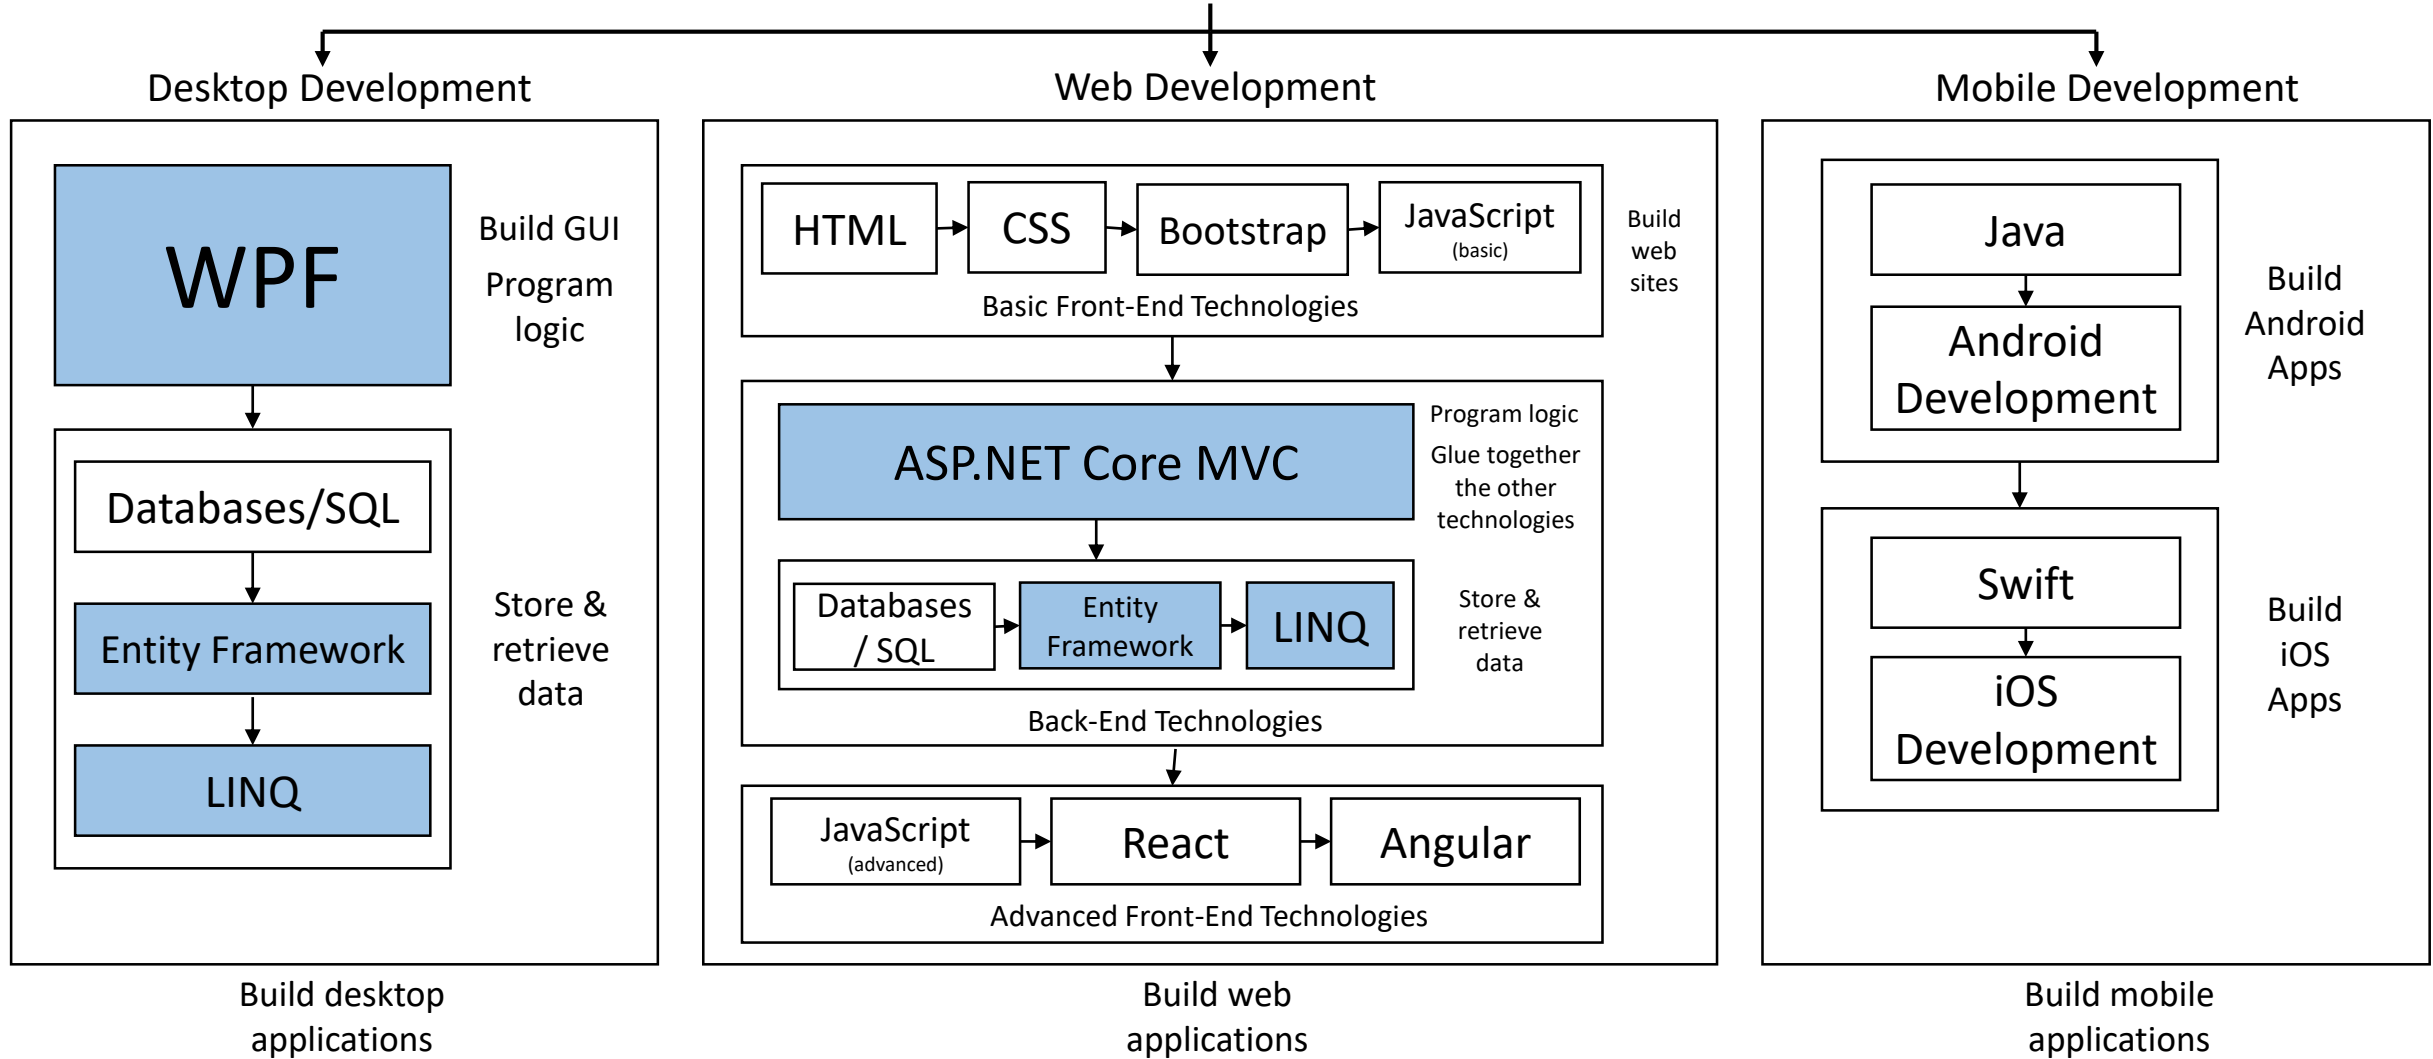 Desktop Development
WPF
Build GUI
Program
logic
Databases/SQL
Entity Framework
LINQ
Store &
retrieve
data
Build desktop
applications
Web Development
HTML
CSS
Bootstrap
JavaScript
(basic)
Basic Front-End Technologies
Build
web
sites
ASP.NET Core MVC
Program logic
Glue together
the other
technologies
Databases
/ SQL
Entity
Framework
LINQ
Store &
retrieve
data
Back-End Technologies
JavaScript
(advanced)
React
Angular
Advanced Front-End Technologies
Build web
applications
Mobile Development
Java
Android
Development
Build
Android
Apps
Swift
iOS
Development
Build
iOS
Apps
Build mobile
applications